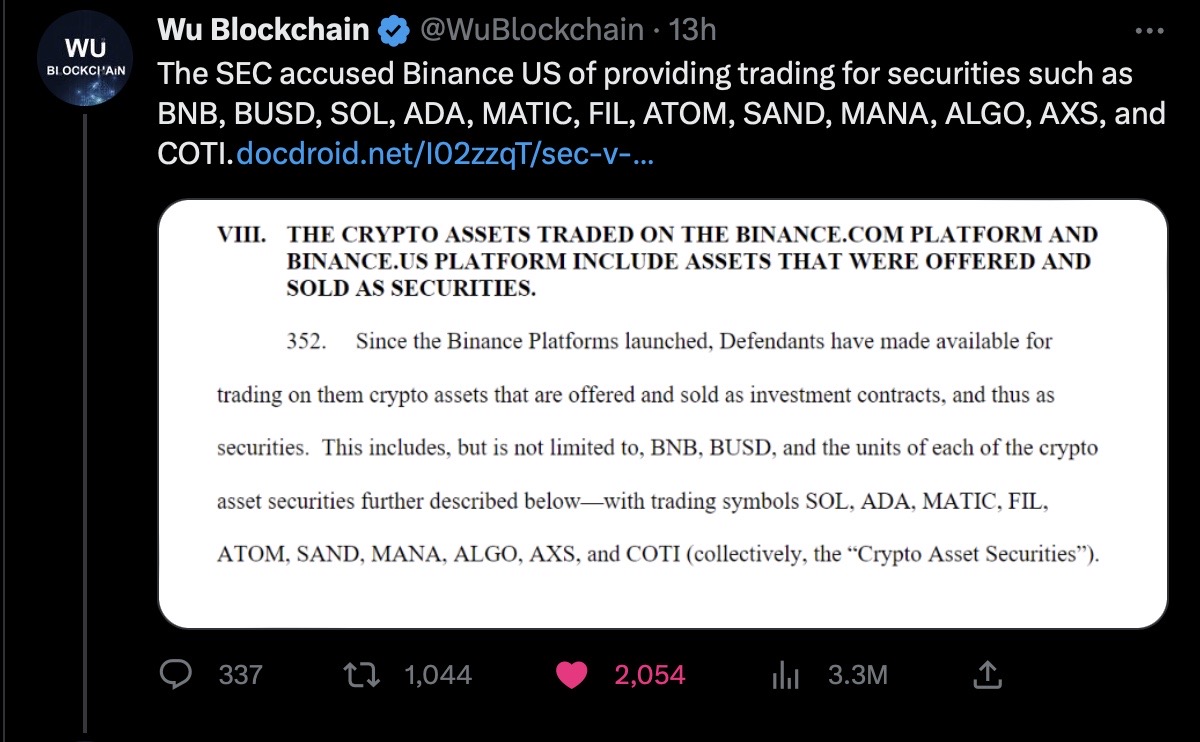 WU
BLOCKCHAIN
Wu Blockchain @WuBlockchain · 13h
The SEC accused Binance US of providing trading for securities such as
BNB, BUSD, SOL, ADA, MATIC, FIL, ATOM, SAND, MANA, ALGO, AXS, and
COTI.docdroid.net/I02zzqT/sec-v-…
VIII. THE CRYPTO ASSETS TRADED ON THE BINANCE.COM PLATFORM AND
BINANCE.US PLATFORM INCLUDE ASSETS THAT WERE OFFERED AND
SOLD AS SECURITIES.
352. Since the Binance Platforms launched, Defendants have made available for
trading on them crypto assets that are offered and sold as investment contracts, and thus as
securities. This includes, but is not limited to, BNB, BUSD, and the units of each of the crypto
asset securities further described below—with trading symbols SOL, ADA, MATIC, FIL,
ATOM, SAND, MANA, ALGO, AXS, and COTI (collectively, the “Crypto Asset Securities”).
337 1,044 2,054 3.3M